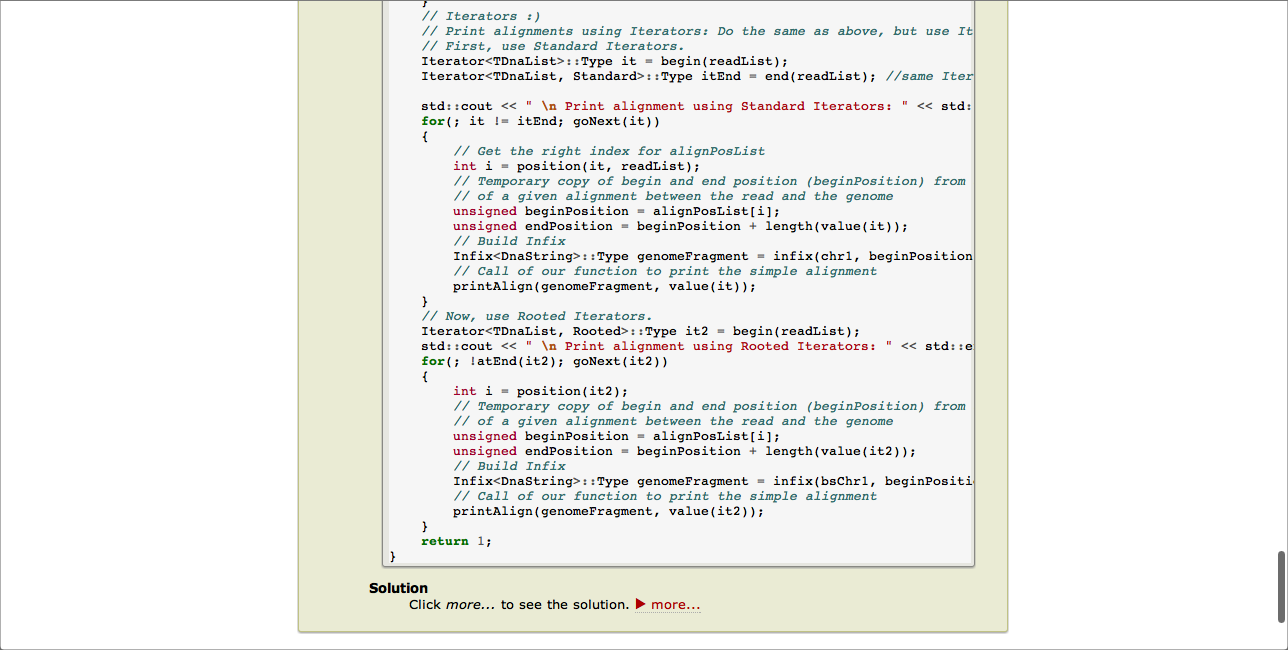 }
// Iterators :)
// Print alignments using Iterators: Do the same as above, but use It
// First, use Standard Iterators.
Iterator<TDnaList>::Type it = begin(readList);
Iterator<TDnaList, Standard>::Type itEnd = end(readList); //same Iter
std::cout << " \n Print alignment using Standard Iterators: " << std:
for(; it != itEnd; goNext(it))
{
// Get the right index for alignPosList
int i = position(it, readList);
// Temporary copy of begin and end position (beginPosition) from
// of a given alignment between the read and the genome
unsigned beginPosition = alignPosList[i];
unsigned endPosition = beginPosition + length(value(it));
// Build Infix
Infix<DnaString>::Type genomeFragment = infix(chr1, beginPosition
// Call of our function to print the simple alignment
printAlign(genomeFragment, value(it));
}
// Now, use Rooted Iterators.
Iterator<TDnaList, Rooted>::Type it2 = begin(readList);
std::cout << " \n Print alignment using Rooted Iterators: " << std::e
for(; !atEnd(it2); goNext(it2))
{
int i = position(it2);
// Temporary copy of begin and end position (beginPosition) from
// of a given alignment between the read and the genome
unsigned beginPosition = alignPosList[i];
unsigned endPosition = beginPosition + length(value(it2));
// Build Infix
Infix<DnaString>::Type genomeFragment = infix(bsChr1, beginPositi
// Call of our function to print the simple alignment
printAlign(genomeFragment, value(it2));
}
return 1;
}
Solution
Click more... to see the solution. ▶ more...